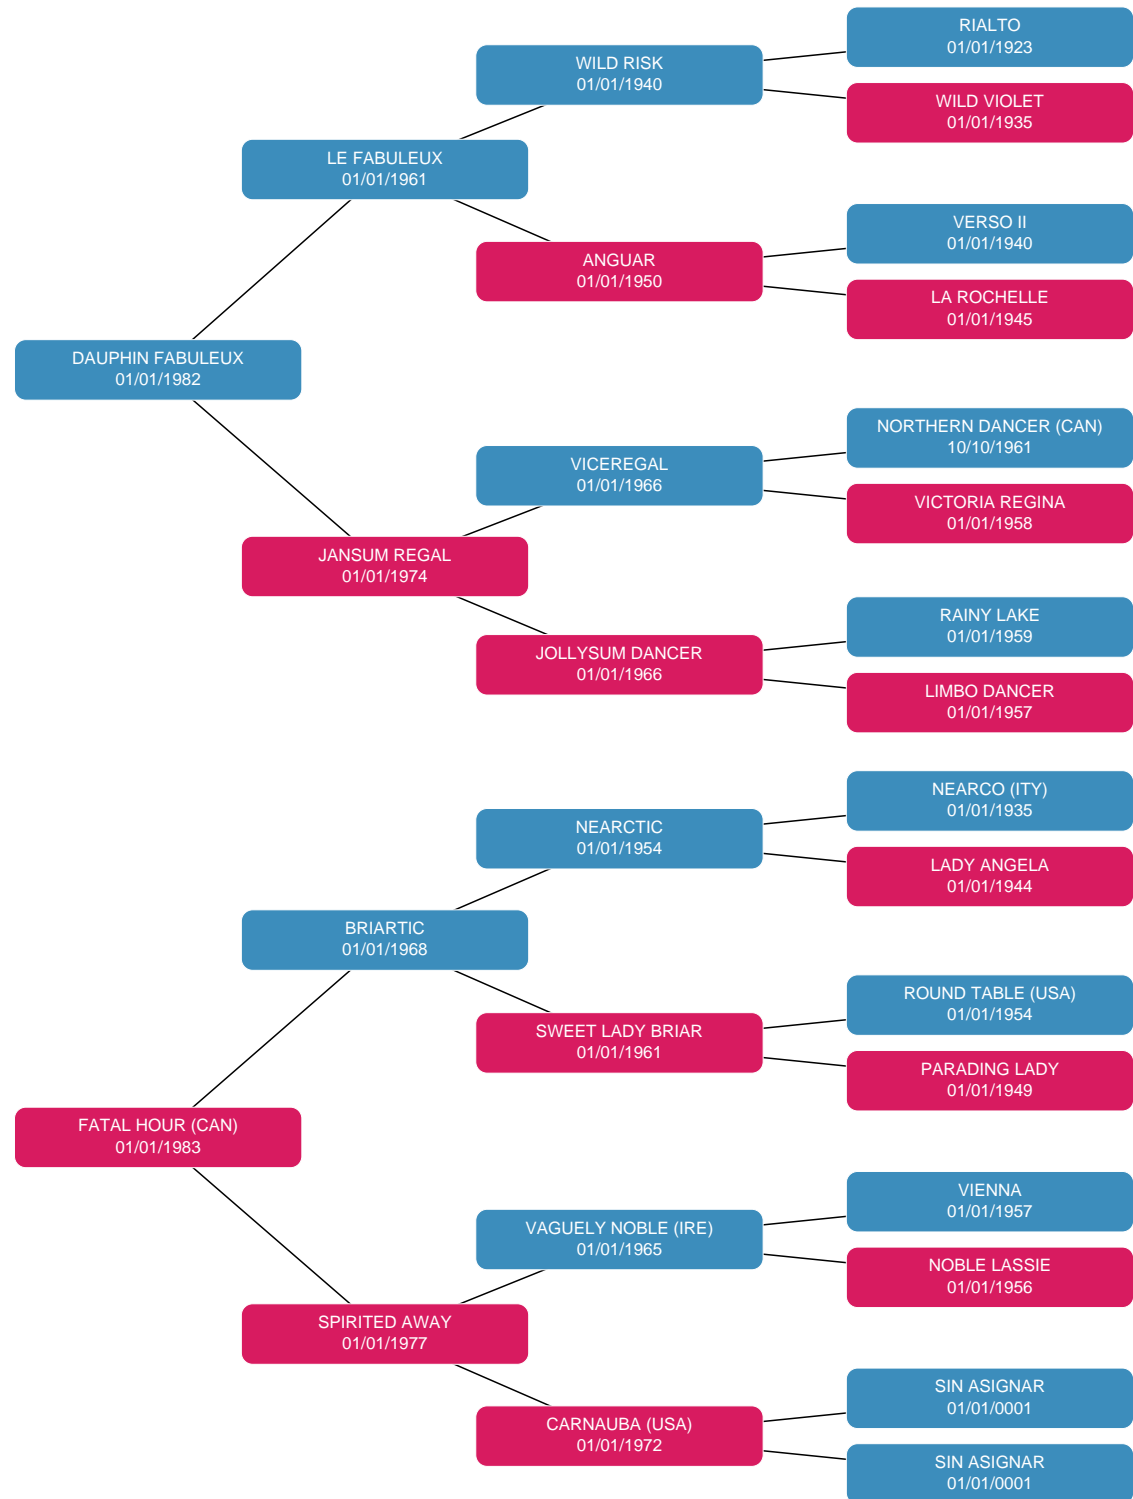 RIALTO
01/01/1923
WILD RISK
01/01/1940
WILD VIOLET
01/01/1935
LE FABULEUX
01/01/1961
VERSO II
01/01/1940
ANGUAR
01/01/1950
LA ROCHELLE
01/01/1945
DAUPHIN FABULEUX
01/01/1982
NORTHERN DANCER (CAN)
10/10/1961
VICEREGAL
01/01/1966
VICTORIA REGINA
01/01/1958
JANSUM REGAL
01/01/1974
RAINY LAKE
01/01/1959
JOLLYSUM DANCER
01/01/1966
LIMBO DANCER
01/01/1957
NEARCO (ITY)
01/01/1935
NEARCTIC
01/01/1954
LADY ANGELA
01/01/1944
BRIARTIC
01/01/1968
ROUND TABLE (USA)
01/01/1954
SWEET LADY BRIAR
01/01/1961
PARADING LADY
01/01/1949
FATAL HOUR (CAN)
01/01/1983
VIENNA
01/01/1957
VAGUELY NOBLE (IRE)
01/01/1965
NOBLE LASSIE
01/01/1956
SPIRITED AWAY
01/01/1977
SIN ASIGNAR
01/01/0001
CARNAUBA (USA)
01/01/1972
SIN ASIGNAR
01/01/0001